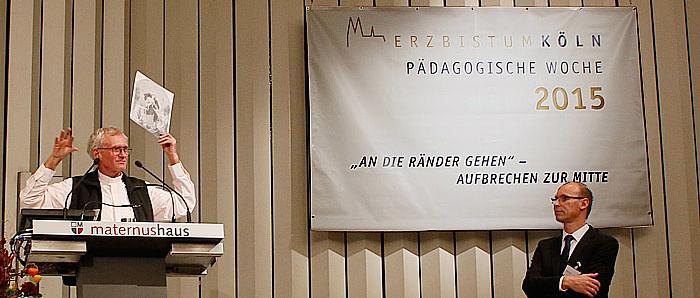 ERZBISTUMKÖLN
PÄDAGOGISCHE WOCHE
2015
„AN DIE RÄNDER GEHEN“ –
AUFBRECHEN ZUR MITTE
maternushaus